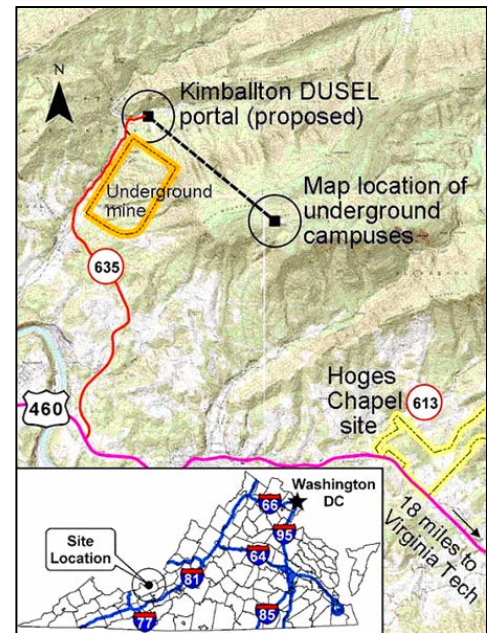 N
Kimballton DUSEL
portal (proposed)
Underground
mine
Map location of
underground
campuses
635
Hoges
Chapel
site
613
460
18 miles to
Virginia Tech
Washington
DC
66
95
Site
Location
64
81
77
85